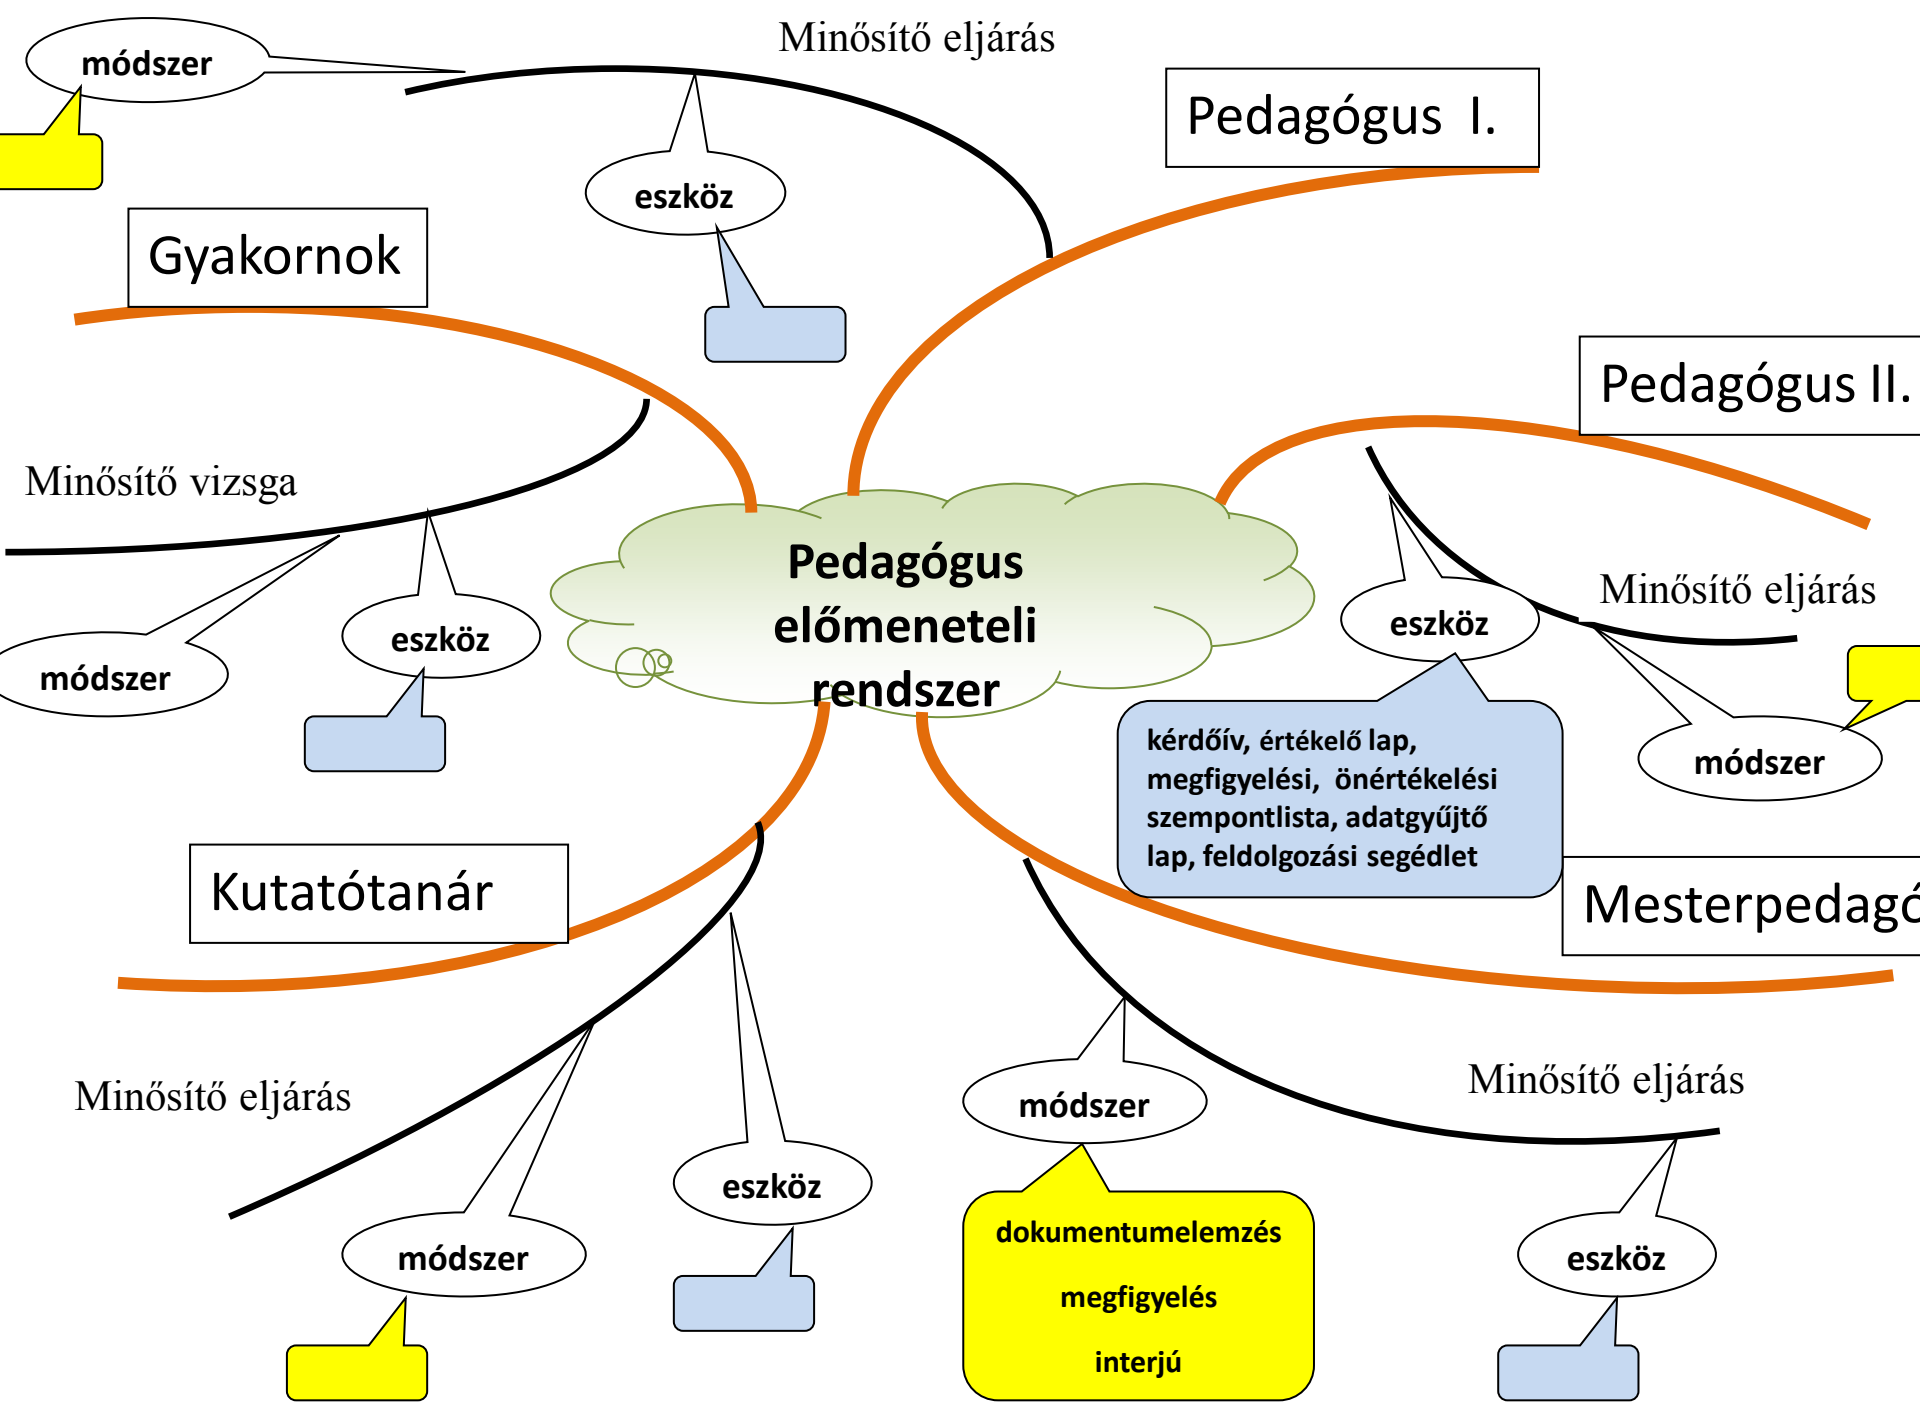 Minősítő eljárás
módszer
Pedagógus I.
eszköz
Gyakornok
Pedagógus II.
Minősítő vizsga
Pedagógus
előmeneteli
rendszer
Minősítő eljárás
eszköz
eszköz
módszer
módszer
kérdőív, értékelő lap,
megfigyelési, önértékelési
szempontlista, adatgyűjtő
lap, feldolgozási segédlet
Kutatótanár
Mesterpedagó
Minősítő eljárás
Minősítő eljárás
módszer
eszköz
módszer
eszköz
dokumentumelemzés
megfigyelés
interjú